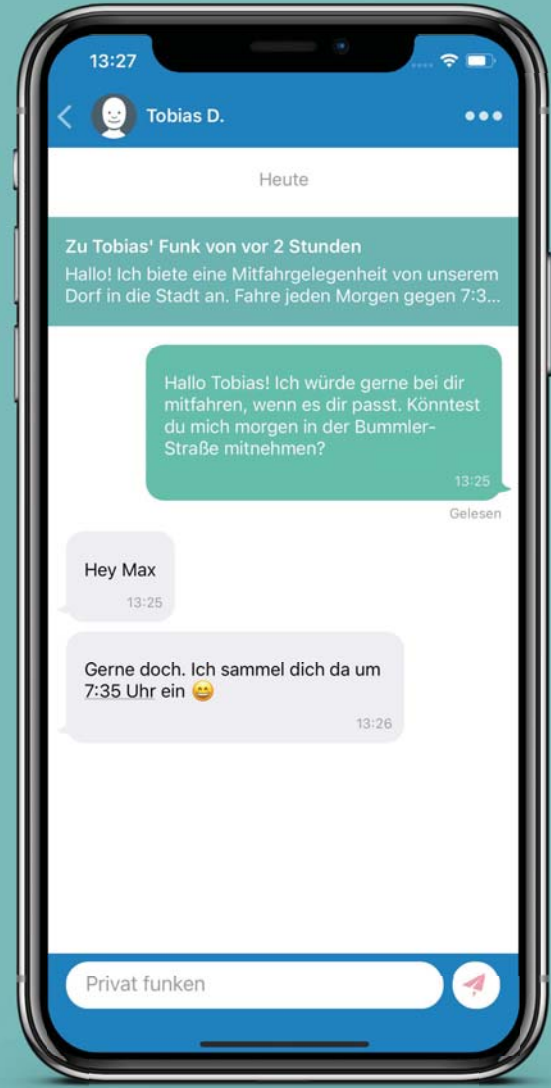 13:27
Tobias D.
Heute
Zu Tobias' Funk von vor 2 Stunden
Hallo! Ich biete eine Mitfahrgelegenheit von unserem
Dorf in die Stadt an. Fahre jeden Morgen gegen 7:3...
Hallo Tobias! Ich würde gerne bei dir
mitfahren, wenn es dir passt. Könntest
du mich morgen in der Bummler-
Straße mitnehmen?
13:25
Gelesen
Hey Max
13:25
Gerne doch. Ich sammel dich da um
7:35 Uhr ein 😀
13:26
Privat funken